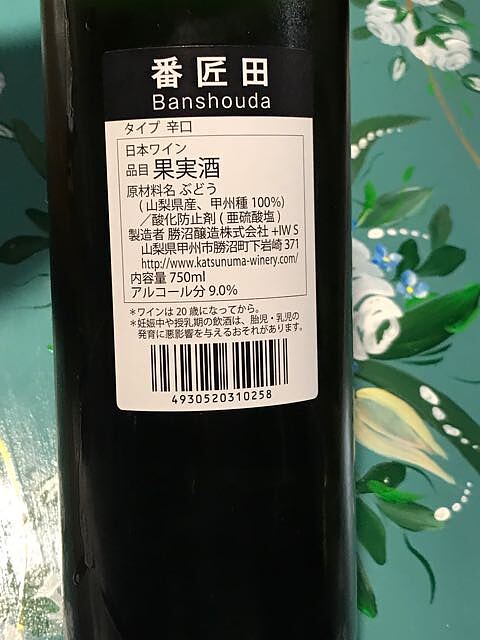 番匠田
Banshouda
タイプ 辛口
日本ワイン
品目 果実酒
原材料名 ぶどう
(山梨県産、甲州種 100%)
／酸化防止剤(亜硫酸塩)
製造者 勝沼醸造株式会社 +IW S
山梨県甲州市勝沼町下岩崎 371
http://www.katsunuma-winery.com/
内容量 750ml
アルコール分 9.0%
＊ワインは 20 歳になってから。
＊妊娠中や授乳期の飲酒は、胎児・乳児の
発育に悪影響を与えるおそれがあります。
4930520310258